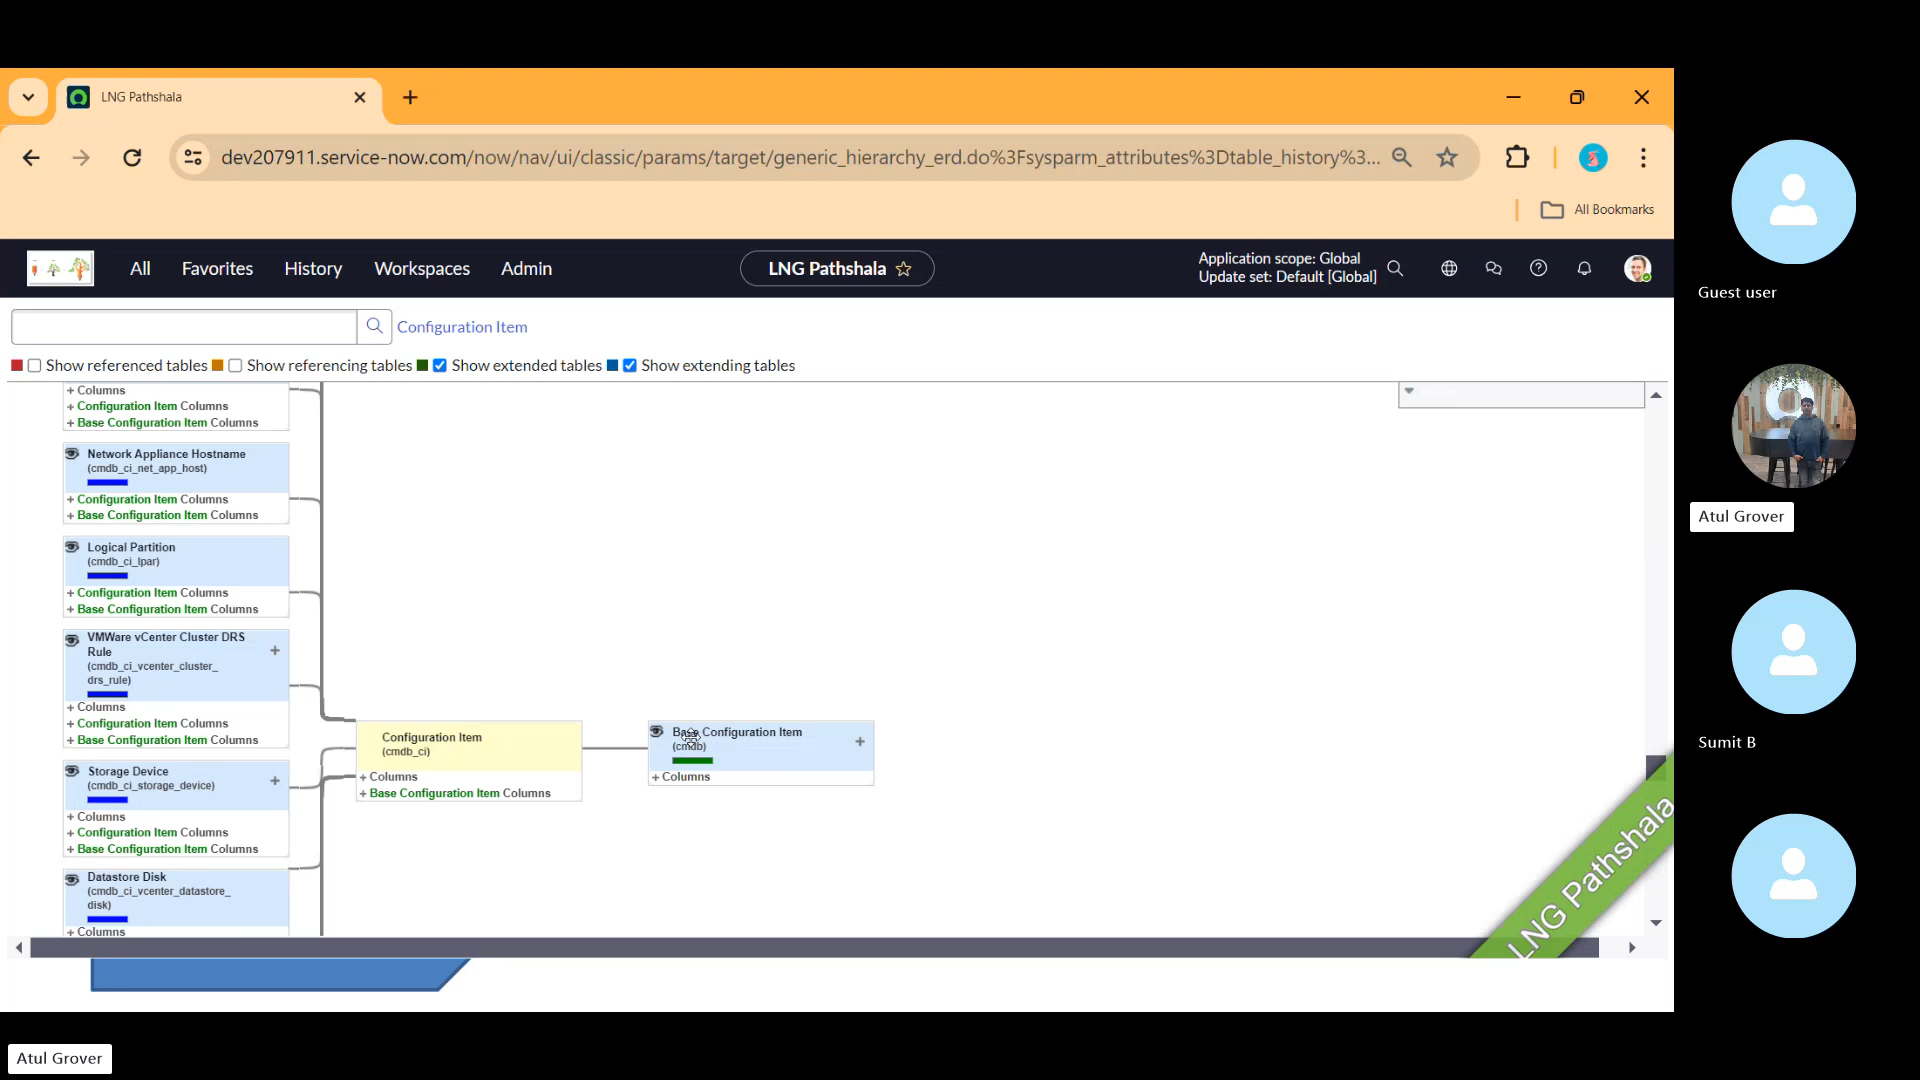 LNG Pathshala
dev207911.service-now.com/now/nav/ui/classic/params/target/generic_hierarchy_erd.do%3Fsysparm_attributes%3Dtable_history%3...
All Bookmarks
All
Favorites
History
Workspaces
Admin
LNG Pathshala
Application scope: Global
Update set: Default [Global]
Configuration Item
Show referenced tables
Show referencing tables
Show extended tables
Show extending tables
+ Columns
+ Configuration Item Columns
+ Base Configuration Item Columns
Network Appliance Hostname
(cmdb_ci_net_app_host)
+ Configuration Item Columns
+ Base Configuration Item Columns
Logical Partition
(cmdb_ci_lpar)
+ Configuration Item Columns
+ Base Configuration Item Columns
VMWare vCenter Cluster DRS
Rule
(cmdb_ci_vcenter_cluster_
drs_rule)
+ Columns
+ Configuration Item Columns
+ Base Configuration Item Columns
Storage Device
(cmdb_ci_storage_device)
+ Columns
+ Configuration Item Columns
+ Base Configuration Item Columns
Datastore Disk
(cmdb_ci_vcenter_datastore_
disk)
+ Columns
Configuration Item
(cmdb_ci)
+ Columns
+ Base Configuration Item Columns
Base Configuration Item
(cmdb)
+ Columns
LNG Pathshala
Guest user
Atul Grover
Sumit B
Atul Grover